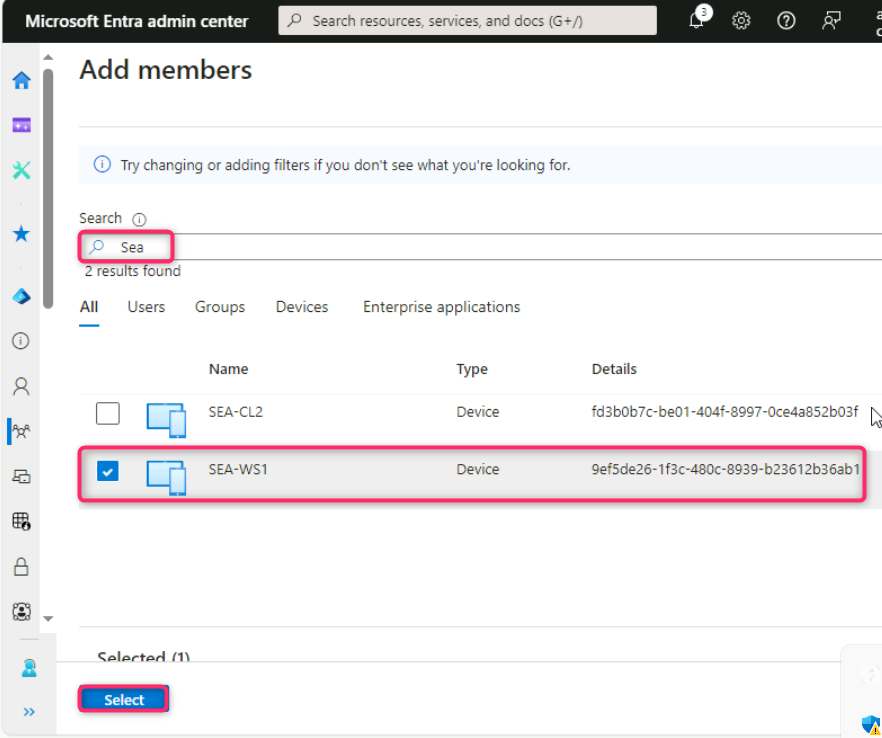 Microsoft Entra admin center Search resources, services, and docs (G+/) 3
Add members
Try changing or adding filters if you don't see what you're looking for.
Search
Sea
2 results found
All Users Groups Devices Enterprise applications
Name Type Details
SEA-CL2 Device fd3b0b7c-be01-404f-8997-0ce4a852b03f
SEA-WS1 Device 9ef5de26-1f3c-480c-8939-b23612b36ab1
Selected (1)
Select